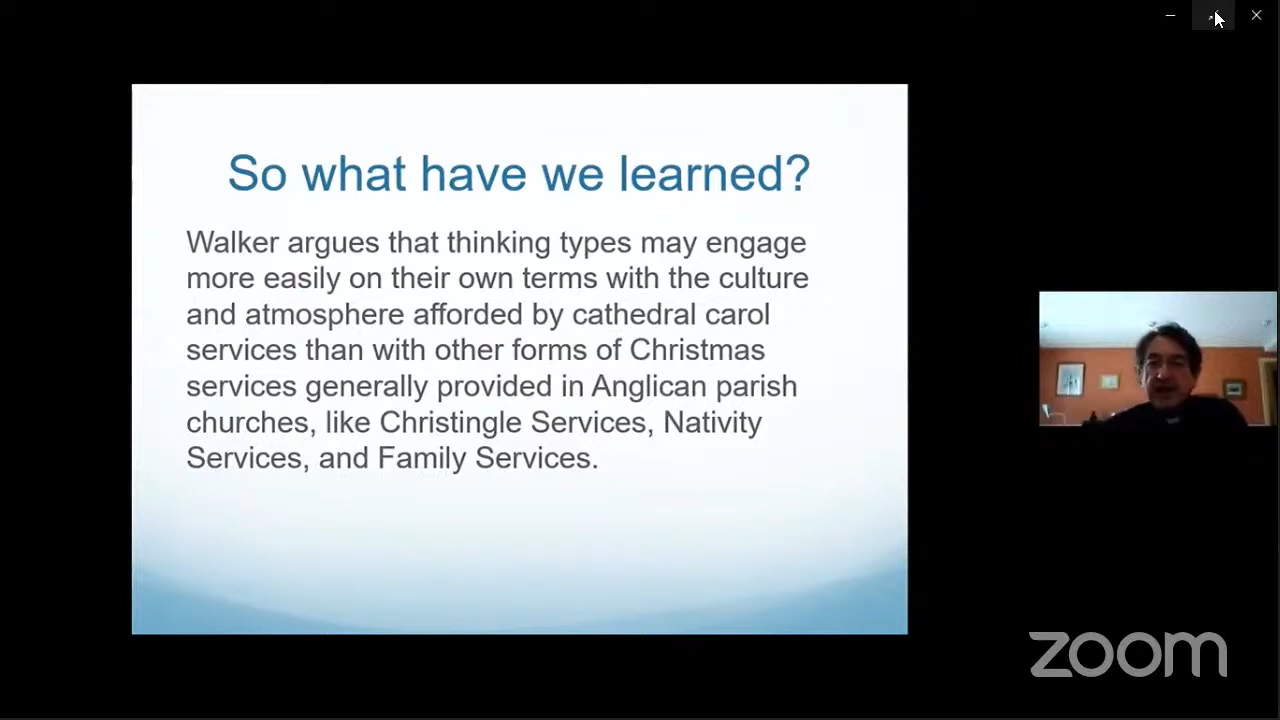 So what have we learned?
Walker argues that thinking types may engage
more easily on their own terms with the culture
and atmosphere afforded by cathedral carol
services than with other forms of Christmas
services generally provided in Anglican parish
churches, like Christingle Services, Nativity
Services, and Family Services.
zoom